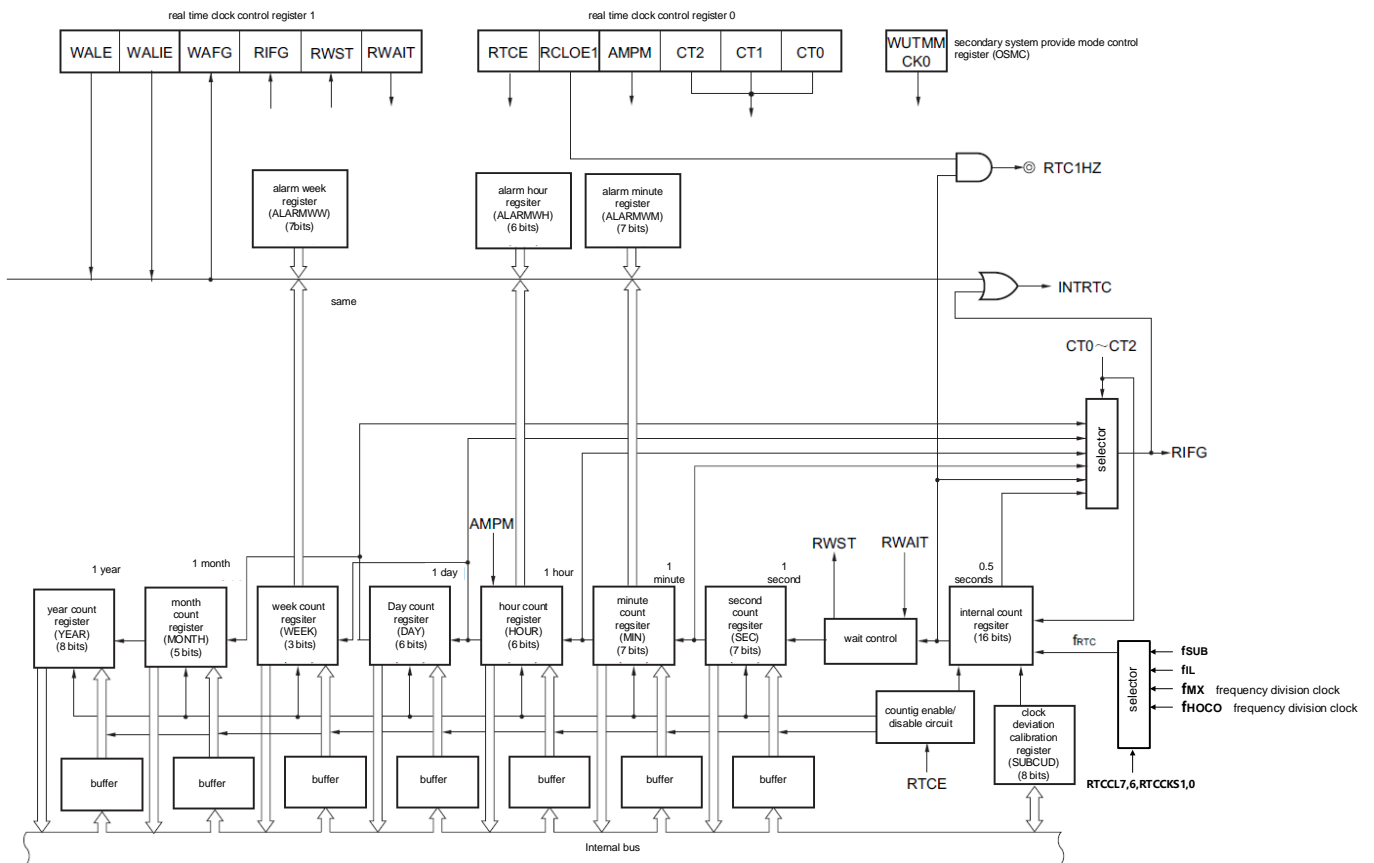 real time clock control register 1
real time clock control register 0
WALE WALIE WAFG RIFG RWST RWAIT
RTCE RCLOE1 AMPM CT2 CT1 CT0
WUTMM
CK0
secondary system provide mode control
register (OSMC)
RTC1HZ
alarm week
register
(ALARMWW)
(7bits)
alarm hour
regsiter
(ALARMWH)
(6 bits)
alarm minute
register
(ALARMWM)
(7 bits)
same
INTRTC
CT0~CT2
selector
RIFG
AMPM
RWST
RWAIT
1 year
1 month
1 day
1 hour
1
minute
1
second
0.5
seconds
year count
register
(YEAR)
(8 bits)
month
count
regsiter
(MONTH)
(5 bits)
week count
regsiter
(WEEK)
(3 bits)
Day count
regsiter
(DAY)
(6 bits)
hour count
register
(HOUR)
(6 bits)
minute
count
regsiter
(MIN)
(7 bits)
second
count
regsiter
(SEC)
(7 bits)
wait control
internal count
regsiter
(16 bits)
fRTC
selector
fSUB
fIL
fMX frequency division clock
fHOCO frequency division clock
RTCCL7,6,RTCCKS1,0
countig enable/
disable circuit
RTCE
clock
deviation
calibration
register
(SUBCUD)
(8 bits)
buffer
buffer
buffer
buffer
buffer
buffer
buffer
Internal bus